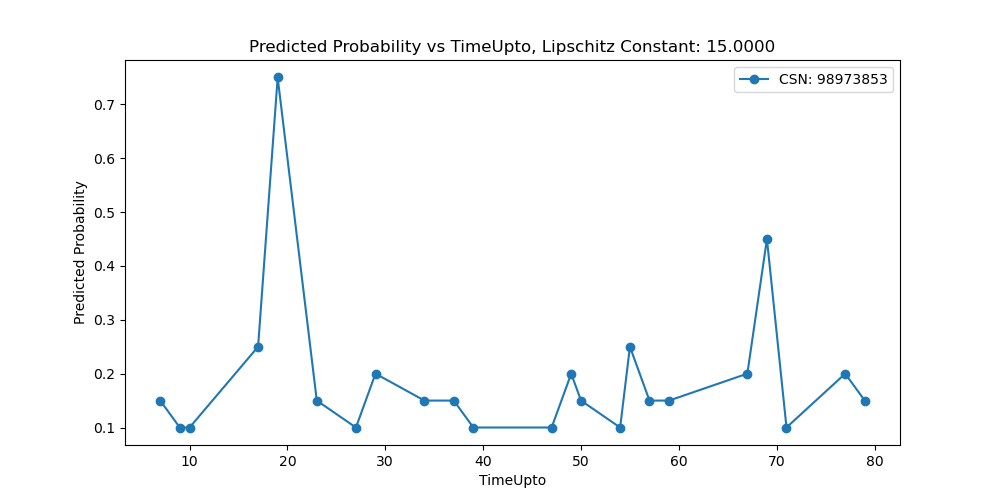 Predicted Probability vs TimeUpto, Lipschitz Constant: 15.0000
CSN: 98973853
Predicted Probability
0.7
0.6
0.5
0.4
0.3
0.2
0.1
10 20 30 40 50 60 70 80
TimeUpto